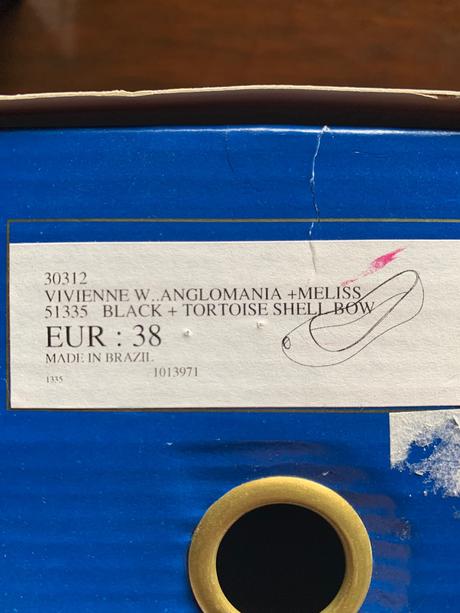 30312
VIVIENNE W..ANGLOMANIA +MELISS
51335 BLACK + TORTOISE SHELL BOW
EUR : 38
MADE IN BRAZIL
1335 1013971